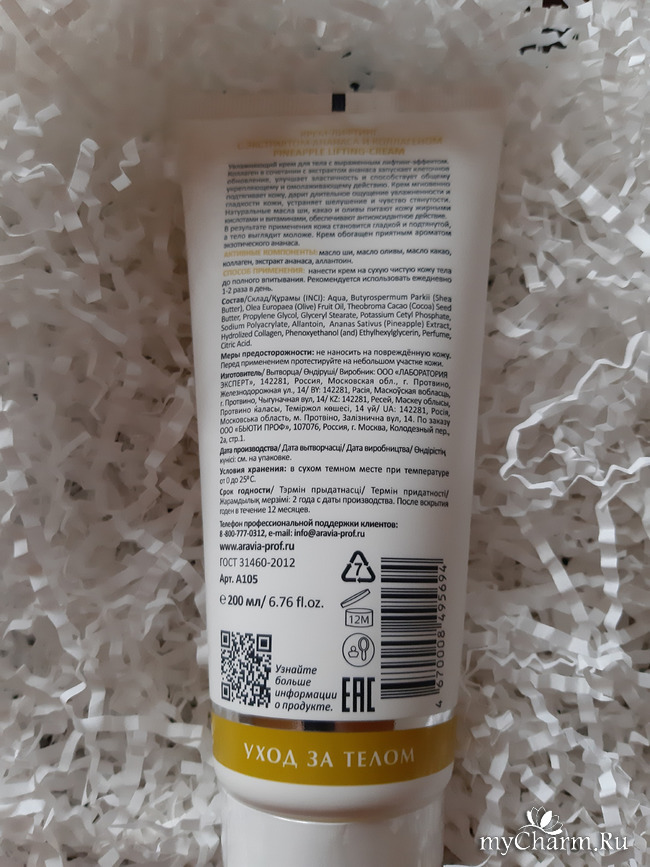 КРЕМ-ЛИФТИНГ
С ЭКСТРАКТОМ АНАНАСА И КОЛЛАГЕНОМ
PINEAPPLE LIFTING-CREAM
Увлажняющий крем для тела с выраженным лифтинг-эффектом.
Коллаген в сочетании с экстрактом ананаса запускает клеточное
обновление, улучшает эластичность и способствует общему
укрепляющему и омолаживающему действию. Крем мгновенно
подтягивает кожу, дарит длительное ощущение увлажненности и
гладкости кожи, устраняет шелушение и чувство стянутости.
Натуральные масла ши, какао и оливы питают кожу жирными
кислотами и витаминами, обеспечивают антиоксидантное действие.
В результате применения кожа становится гладкой и подтянутой,
а тело выглядит моложе. Крем обогащен приятным ароматом
экзотического ананаса.
АКТИВНЫЕ КОМПОНЕНТЫ: масло ши, масло оливы, масло какао,
коллаген, экстракт ананаса, аллантоин.
СПОСОБ ПРИМЕНЕНИЯ: нанести крем на сухую чистую кожу тела
до полного впитывания. Рекомендуется использовать ежедневно
1-2 раза в день.
Состав/Склад/Құрамы (INCI): Aqua, Butyrospermum Parkii (Shea
Butter), Olea Europaea (Olive) Fruit Oil, Theobroma Cacao (Cocoa) Seed
Butter, Propylene Glycol, Glyceryl Stearate, Potassium Cetyl Phosphate,
Sodium Polyacrylate, Allantoin, Ananas Sativus (Pineapple) Extract,
Hydrolized Collagen, Phenoxyethanol (and) Ethylhexylglycerin, Perfume,
Citric Acid.
Меры предосторожности: не наносить на повреждённую кожу.
Перед применением протестируйте на небольшом участке кожи.
Изготовитель/ Вытворца/ Өндіруші/ Виробник: ООО «ЛАБОРАТОРИЯ
ЭКСПЕРТ», 142281, Россия, Московская обл., г. Протвино,
Железнодорожная ул., 14/ BY: 142281, Расія, Маскоўская вобласць,
г. Протвино, Чыгуначная вул., 14/ KZ: 142281, Ресей, Мәскеу облысы,
Протвино қаласы, Теміржол көшесі, 14 үй/ UA: 142281, Росія,
Московська область, м. Протвіно, Залізнична вул., 14. По заказу
ООО «БЬЮТИ ПРОФ», 107076, Россия, г. Москва, Колодезный пер.,
2а, стр.1.
Дата производства/ Дата вытворчасці/ Дата виробництва/ Өндірістің
күнісі: см. на упаковке.
Условия хранения: в сухом темном месте при температуре
от 0 до 25°С.
Срок годности/ Тэрмін прыдатнасці/ Термін придатності/
Жарамдылық мерзімі: 2 года с даты производства. После вскрытия
годен в течение 12 месяцев.
Телефон профессиональной поддержки клиентов:
8-800-777-0312, e-mail: info@aravia-prof.ru
www.aravia-prof.ru
ГОСТ 31460-2012
Арт. А105
℮ 200 мл/ 6.76 fl.oz.
7
12M
4 670008 495694
Узнайте
больше
информации
о продукте.
EAC
УХОД ЗА ТЕЛОМ
myCharm.Ru